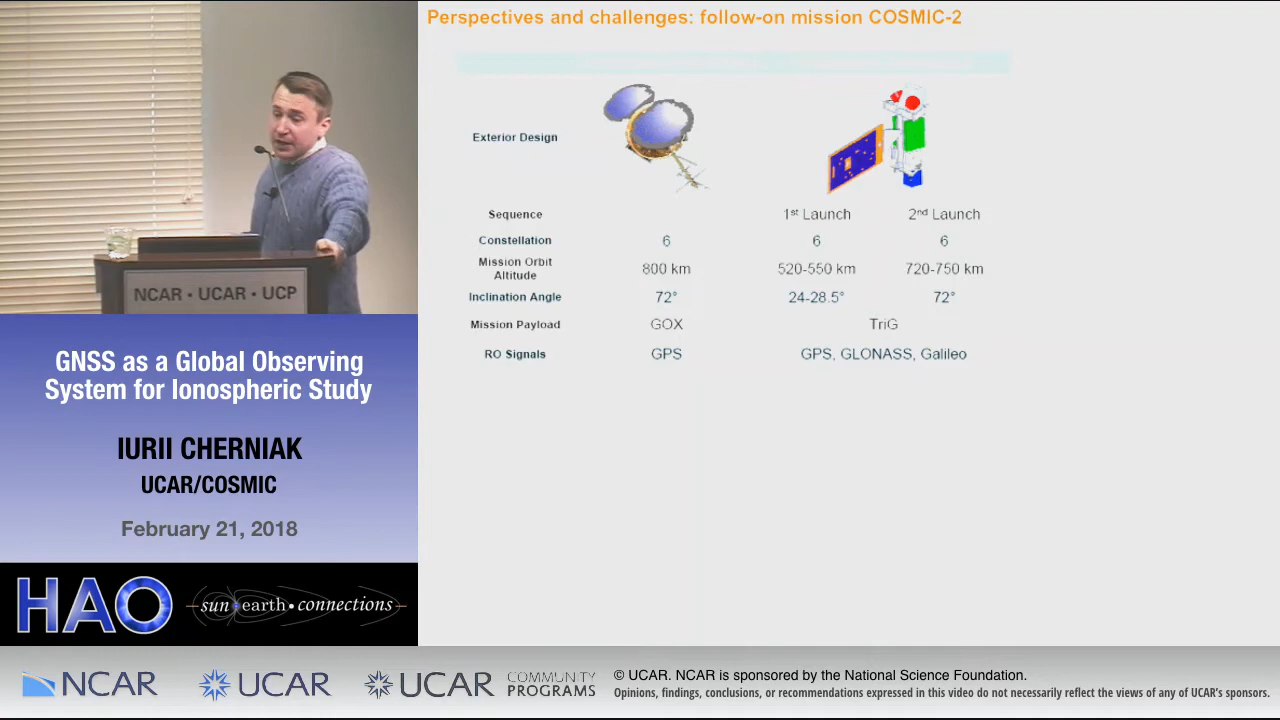 Perspectives and challenges: follow-on mission COSMIC-2
Exterior Design
Sequence 1st Launch 2nd Launch
Constellation 6 6 6
Mission Orbit
Altitude 800 km 520-550 km 720-750 km
Inclination Angle 72° 24-28.5° 72°
Mission Payload GOX TriG
RO Signals GPS GPS, GLONASS, Galileo
NCAR • UCAR • UCP
GNSS as a Global Observing
System for Ionospheric Study
IURII CHERNIAK
UCAR/COSMIC
February 21, 2018
HAO
sun•earth•connections
NCAR
UCAR
UCAR
COMMUNITY
PROGRAMS
© UCAR. NCAR is sponsored by the National Science Foundation.
Opinions, findings, conclusions, or recommendations expressed in this video do not necessarily reflect the views of any of UCAR's sponsors.